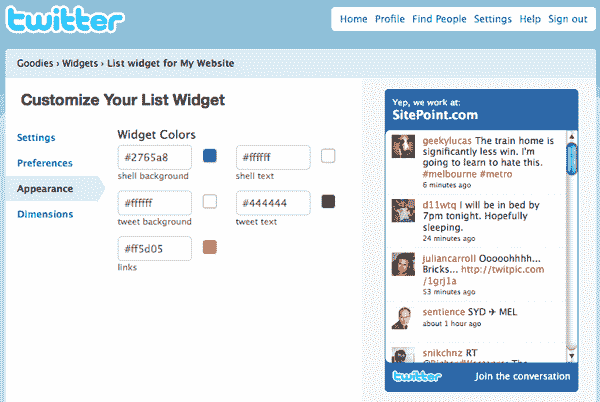 twitter
Home Profile Find People Settings Help Sign out
Goodies › Widgets › List widget for My Website
Customize Your List Widget
Settings
Preferences
Appearance
Dimensions
Widget Colors
#2765a8
shell background
#ffffff
shell text
#ffffff
tweet background
#444444
tweet text
#ff5d05
links
Yep, we work at:
SitePoint.com
geekylucas The train home is
significantly less win. I'm
going to learn to hate this.
#melbourne #metro
6 minutes ago
d11wtq I will be in bed by
7pm tonight. Hopefully
sleeping.
24 minutes ago
juliancarroll Ooooohhhh...
Bricks... http://twitpic.com
/1grj1a
53 minutes ago
sentience SYD ✈ MEL
about 1 hour ago
snikchnz RT
twitter
Join the conversation